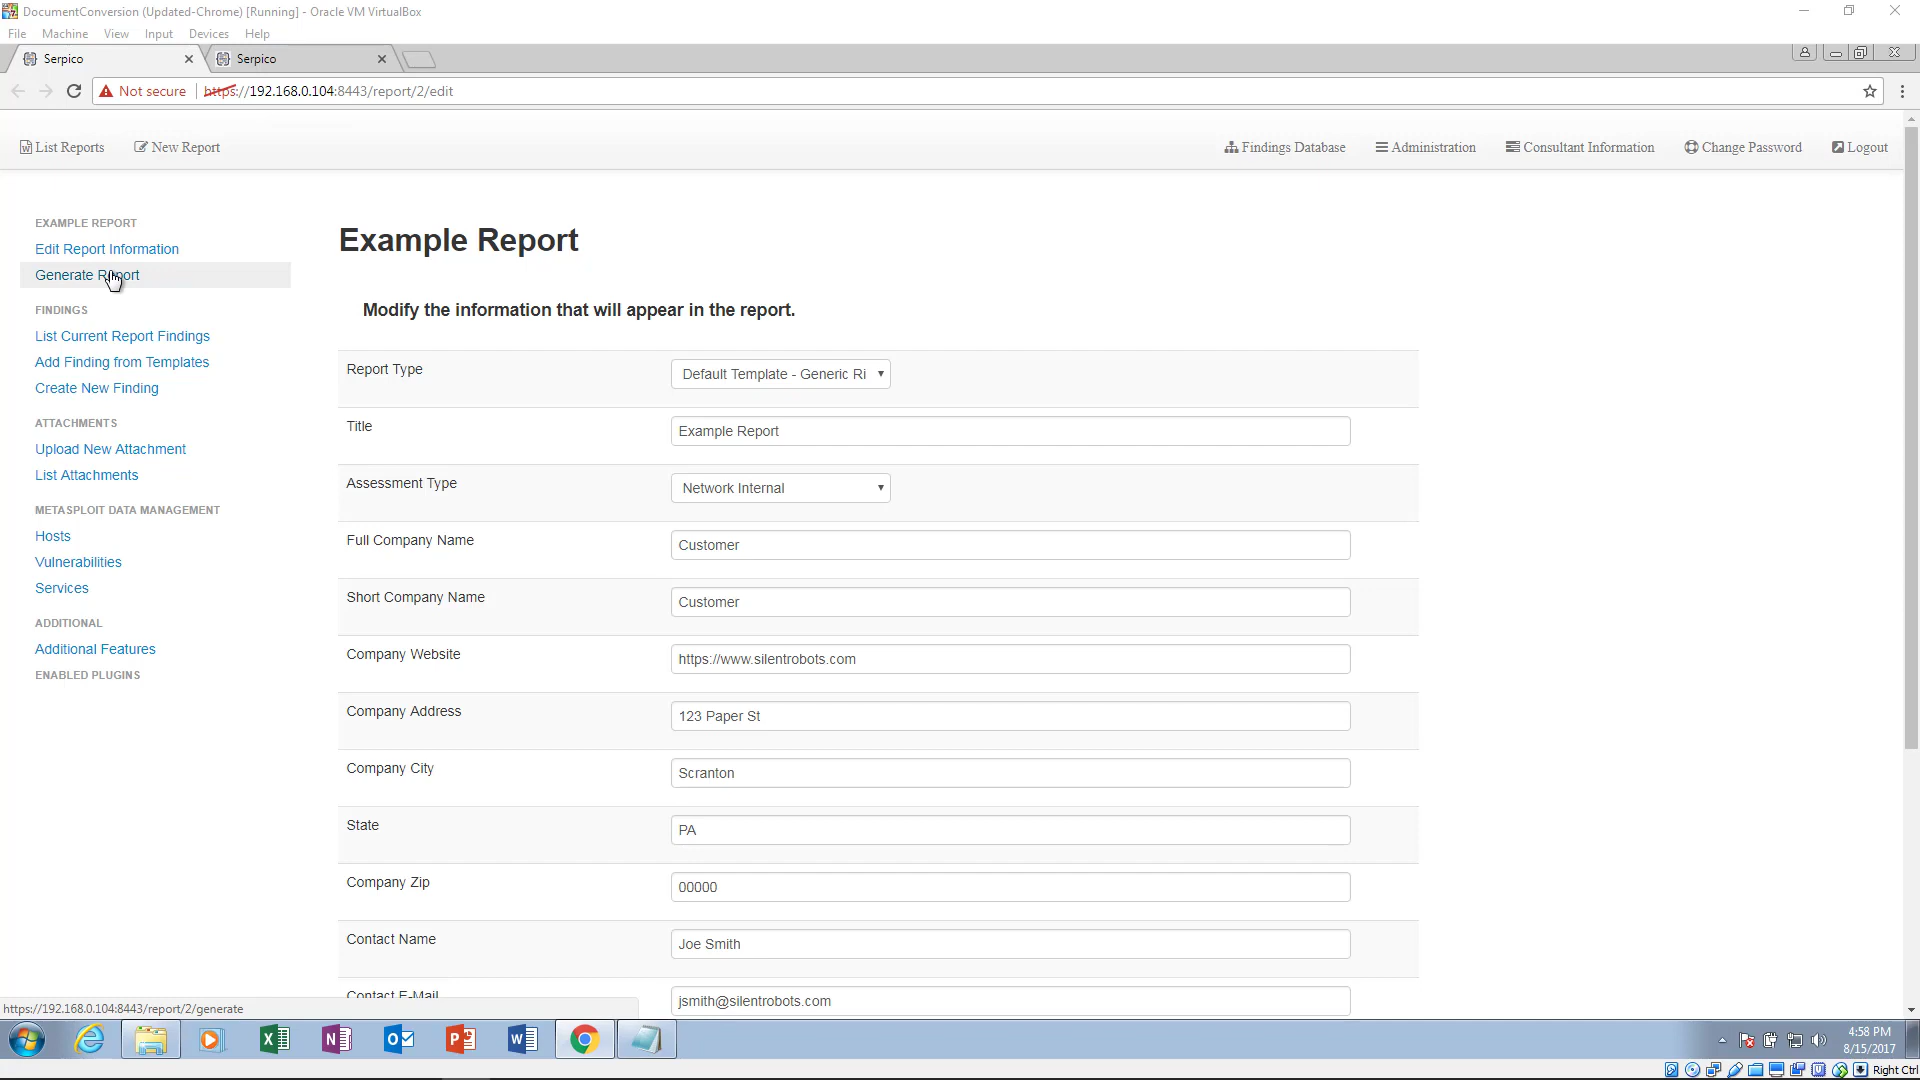 DocumentConversion (Updated-Chrome) [Running] - Oracle VM VirtualBox
File Machine View Input Devices Help
Serpico Serpico
Not secure https://192.168.0.104:8443/report/2/edit
List Reports New Report Findings Database Administration Consultant Information Change Password Logout
EXAMPLE REPORT
Edit Report Information
Generate Report
FINDINGS
List Current Report Findings
Add Finding from Templates
Create New Finding
ATTACHMENTS
Upload New Attachment
List Attachments
METASPLOIT DATA MANAGEMENT
Hosts
Vulnerabilities
Services
ADDITIONAL
Additional Features
ENABLED PLUGINS
Example Report
Modify the information that will appear in the report.
Report Type Default Template - Generic Ri
Title Example Report
Assessment Type Network Internal
Full Company Name Customer
Short Company Name Customer
Company Website https://www.silentrobots.com
Company Address 123 Paper St
Company City Scranton
State PA
Company Zip 00000
Contact Name Joe Smith
Contact E-Mail jsmith@silentrobots.com
https://192.168.0.104:8443/report/2/generate
4:58 PM
8/15/2017
Right Ctrl